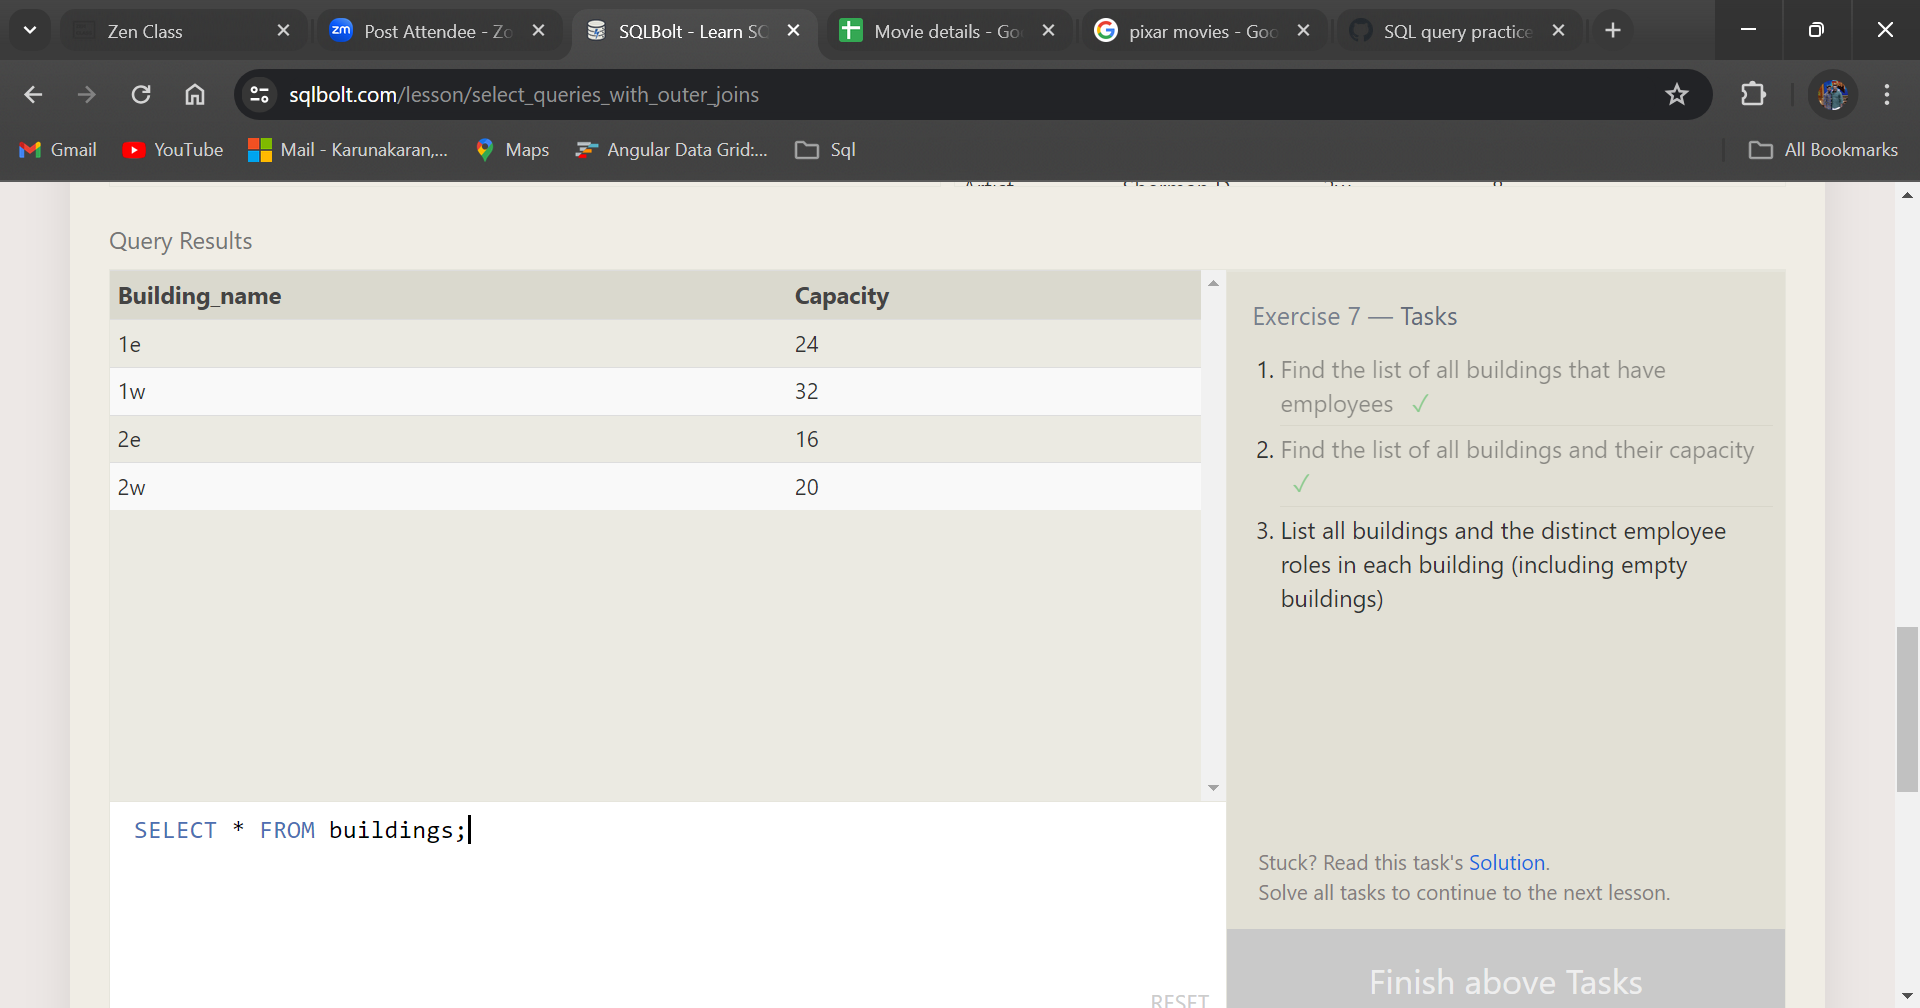 Zen Class
Post Attendee - Zo
SQLBolt - Learn SQ
Movie details - Goo
pixar movies - Goo
SQL query practice
sqlbolt.com/lesson/select_queries_with_outer_joins
Gmail
YouTube
Mail - Karunakaran,...
Maps
Angular Data Grid:...
Sql
All Bookmarks
Query Results
Building_name Capacity
1e 24
1w 32
2e 16
2w 20
Exercise 7 — Tasks
1. Find the list of all buildings that have
employees ✓
2. Find the list of all buildings and their capacity
✓
3. List all buildings and the distinct employee
roles in each building (including empty
buildings)
SELECT * FROM buildings;
Stuck? Read this task's Solution.
Solve all tasks to continue to the next lesson.
RESET
Finish above Tasks